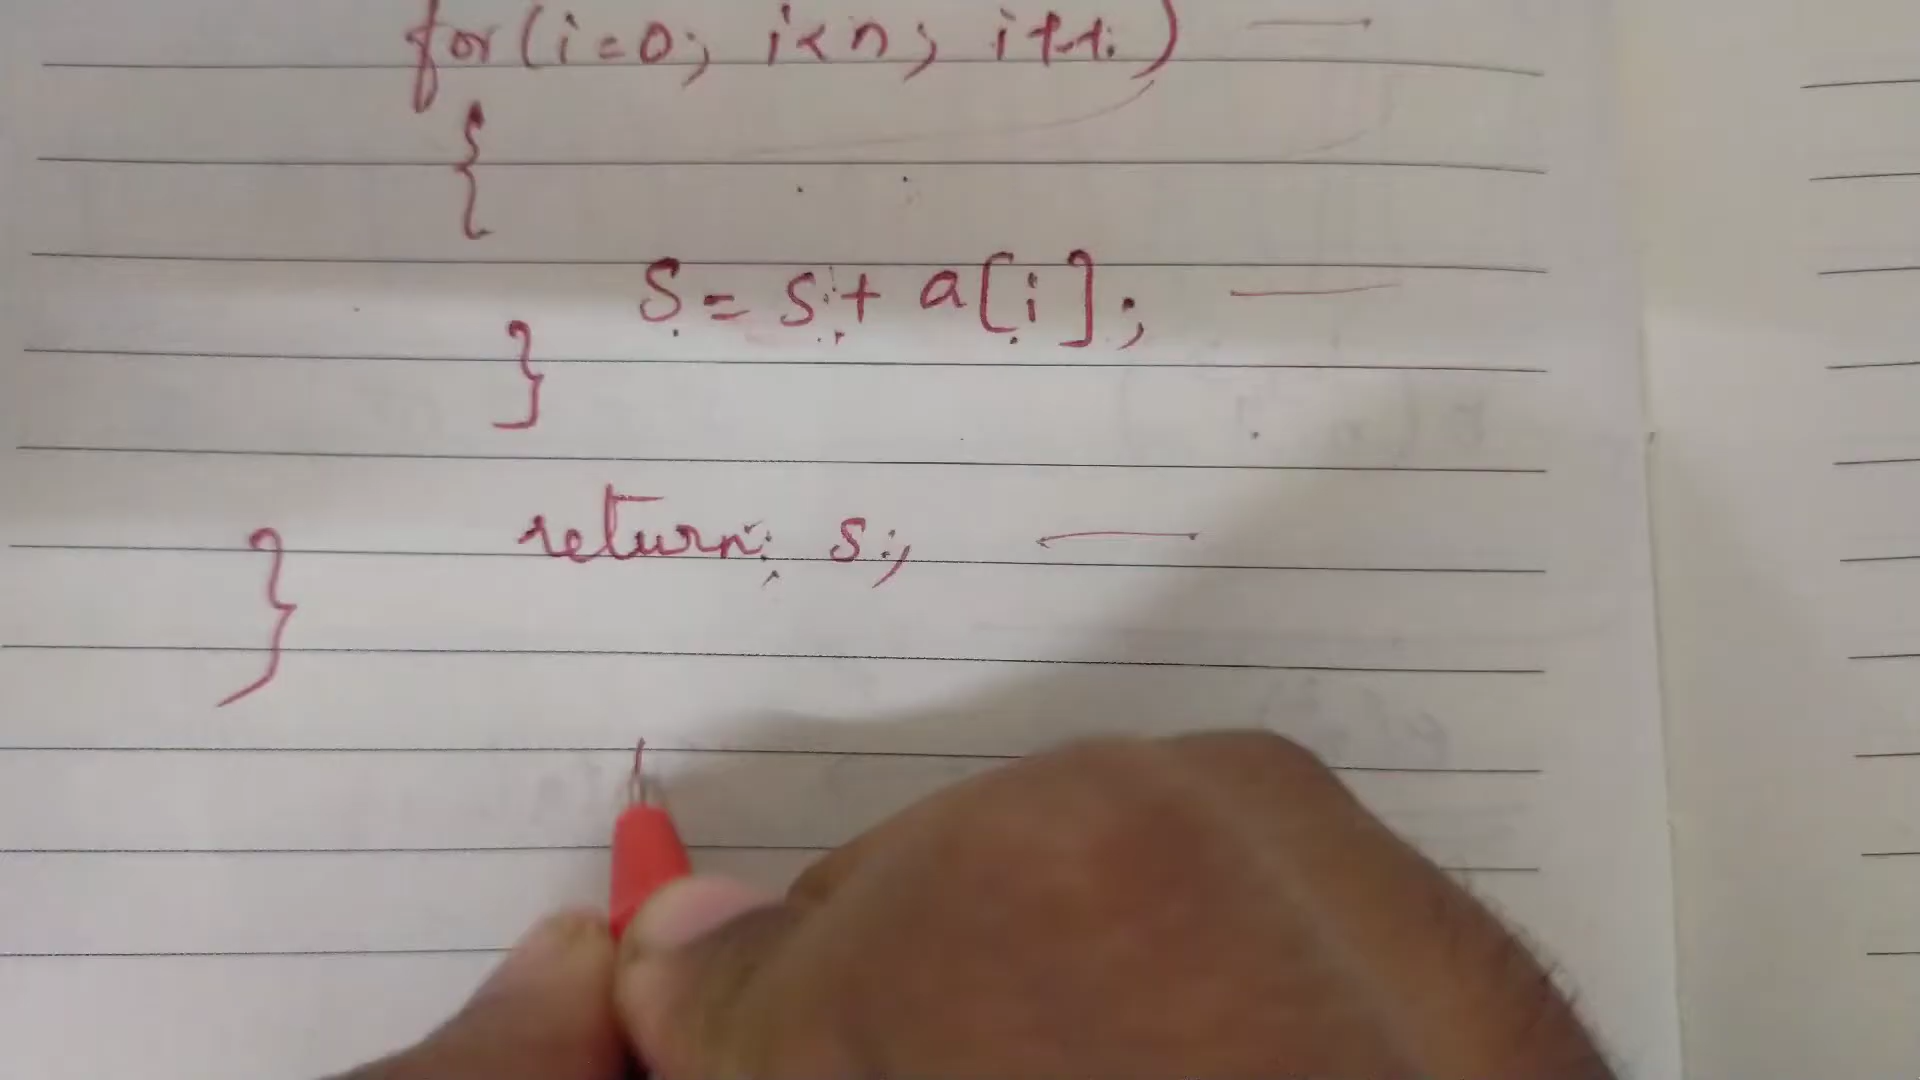 for(i=0; i<n; i++)
{
S = S + a[i];
}
return s;
}